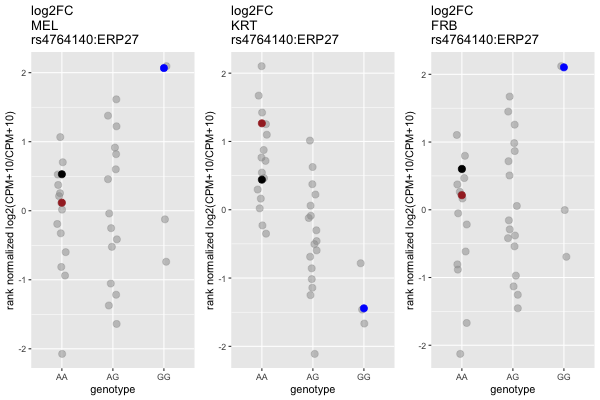 log2FC
MEL
rs4764140:ERP27
rank normalized log2(CPM+10/CPM+10)
2
1
0
-1
-2
AA
AG
GG
genotype
log2FC
KRT
rs4764140:ERP27
rank normalized log2(CPM+10/CPM+10)
2
1
0
-1
-2
AA
AG
GG
genotype
log2FC
FRB
rs4764140:ERP27
rank normalized log2(CPM+10/CPM+10)
2
1
0
-1
-2
AA
AG
GG
genotype